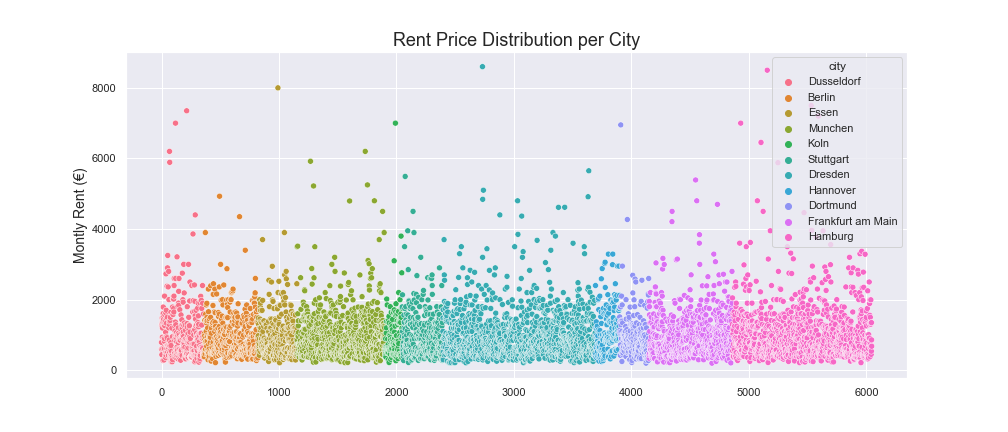 Rent Price Distribution per City
Montly Rent (€)
8000
6000
4000
2000
0
0 1000 2000 3000 4000 5000 6000
city
Dusseldorf
Berlin
Essen
Munchen
Koln
Stuttgart
Dresden
Hannover
Dortmund
Frankfurt am Main
Hamburg